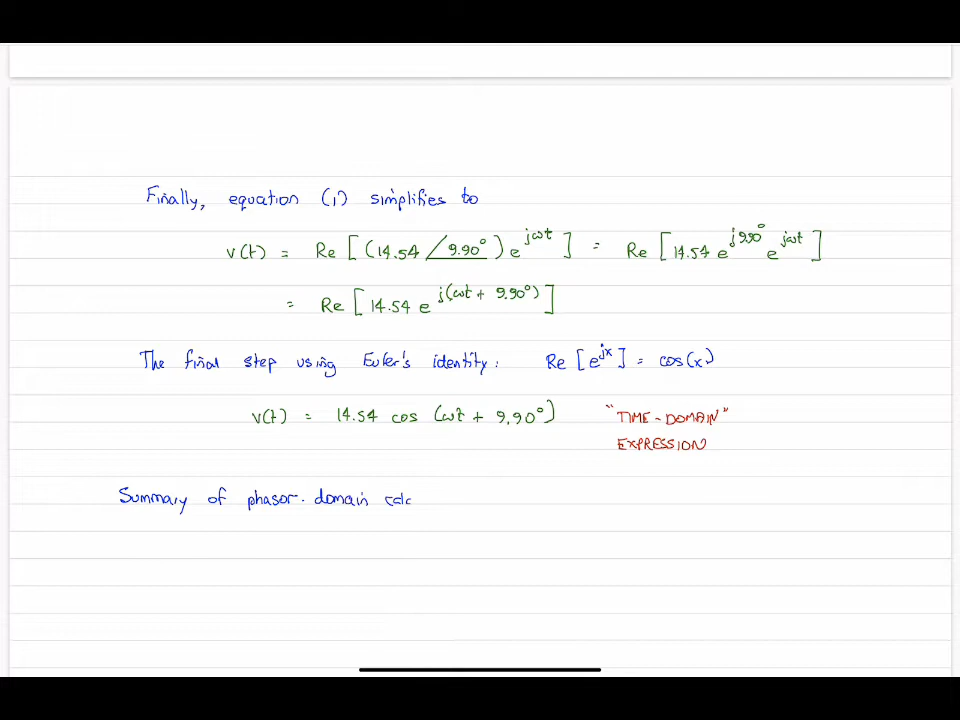 Finally, equation (1) simplifies to
v(t) = Re [(14.54 ∠9.90°) e^{jωt}] = Re [14.54 e^{j9.90°} e^{jωt}]
= Re [14.54 e^{j(ωt + 9.90°)}]
The final step using Euler's identity: Re [e^{jx}] = cos(x)
v(t) = 14.54 cos (ωt + 9.90°) "TIME-DOMAIN"
EXPRESSION
Summary of phasor-domain calc